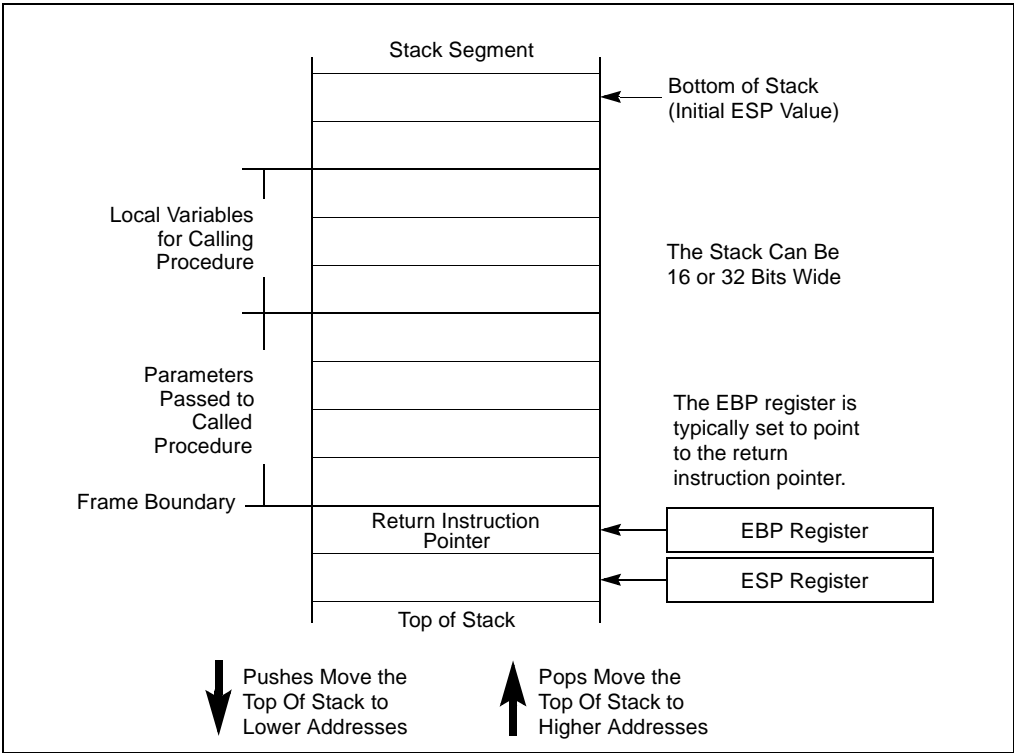 Stack Segment
Bottom of Stack
(Initial ESP Value)
Local Variables
for Calling
Procedure
The Stack Can Be
16 or 32 Bits Wide
Parameters
Passed to
Called
Procedure
The EBP register is
typically set to point
to the return
instruction pointer.
Frame Boundary
Return Instruction
Pointer
EBP Register
ESP Register
Top of Stack
Pushes Move the
Top Of Stack to
Lower Addresses
Pops Move the
Top Of Stack to
Higher Addresses